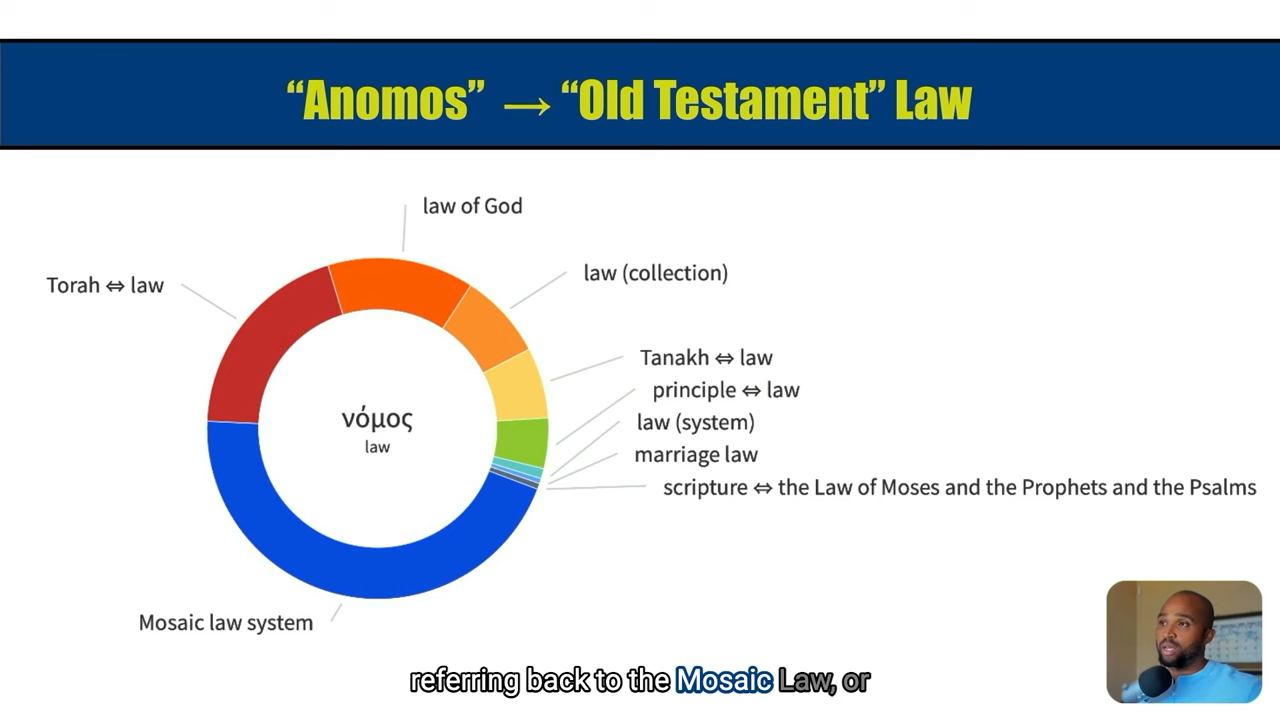 “Anomos” → “Old Testament” Law
law of God
law (collection)
Torah ⇔ law
Tanakh ⇔ law
principle ⇔ law
νόμος
law (system)
law
marriage law
scripture ⇔ the Law of Moses and the Prophets and the Psalms
Mosaic law system
referring back to the Mosaic Law, or